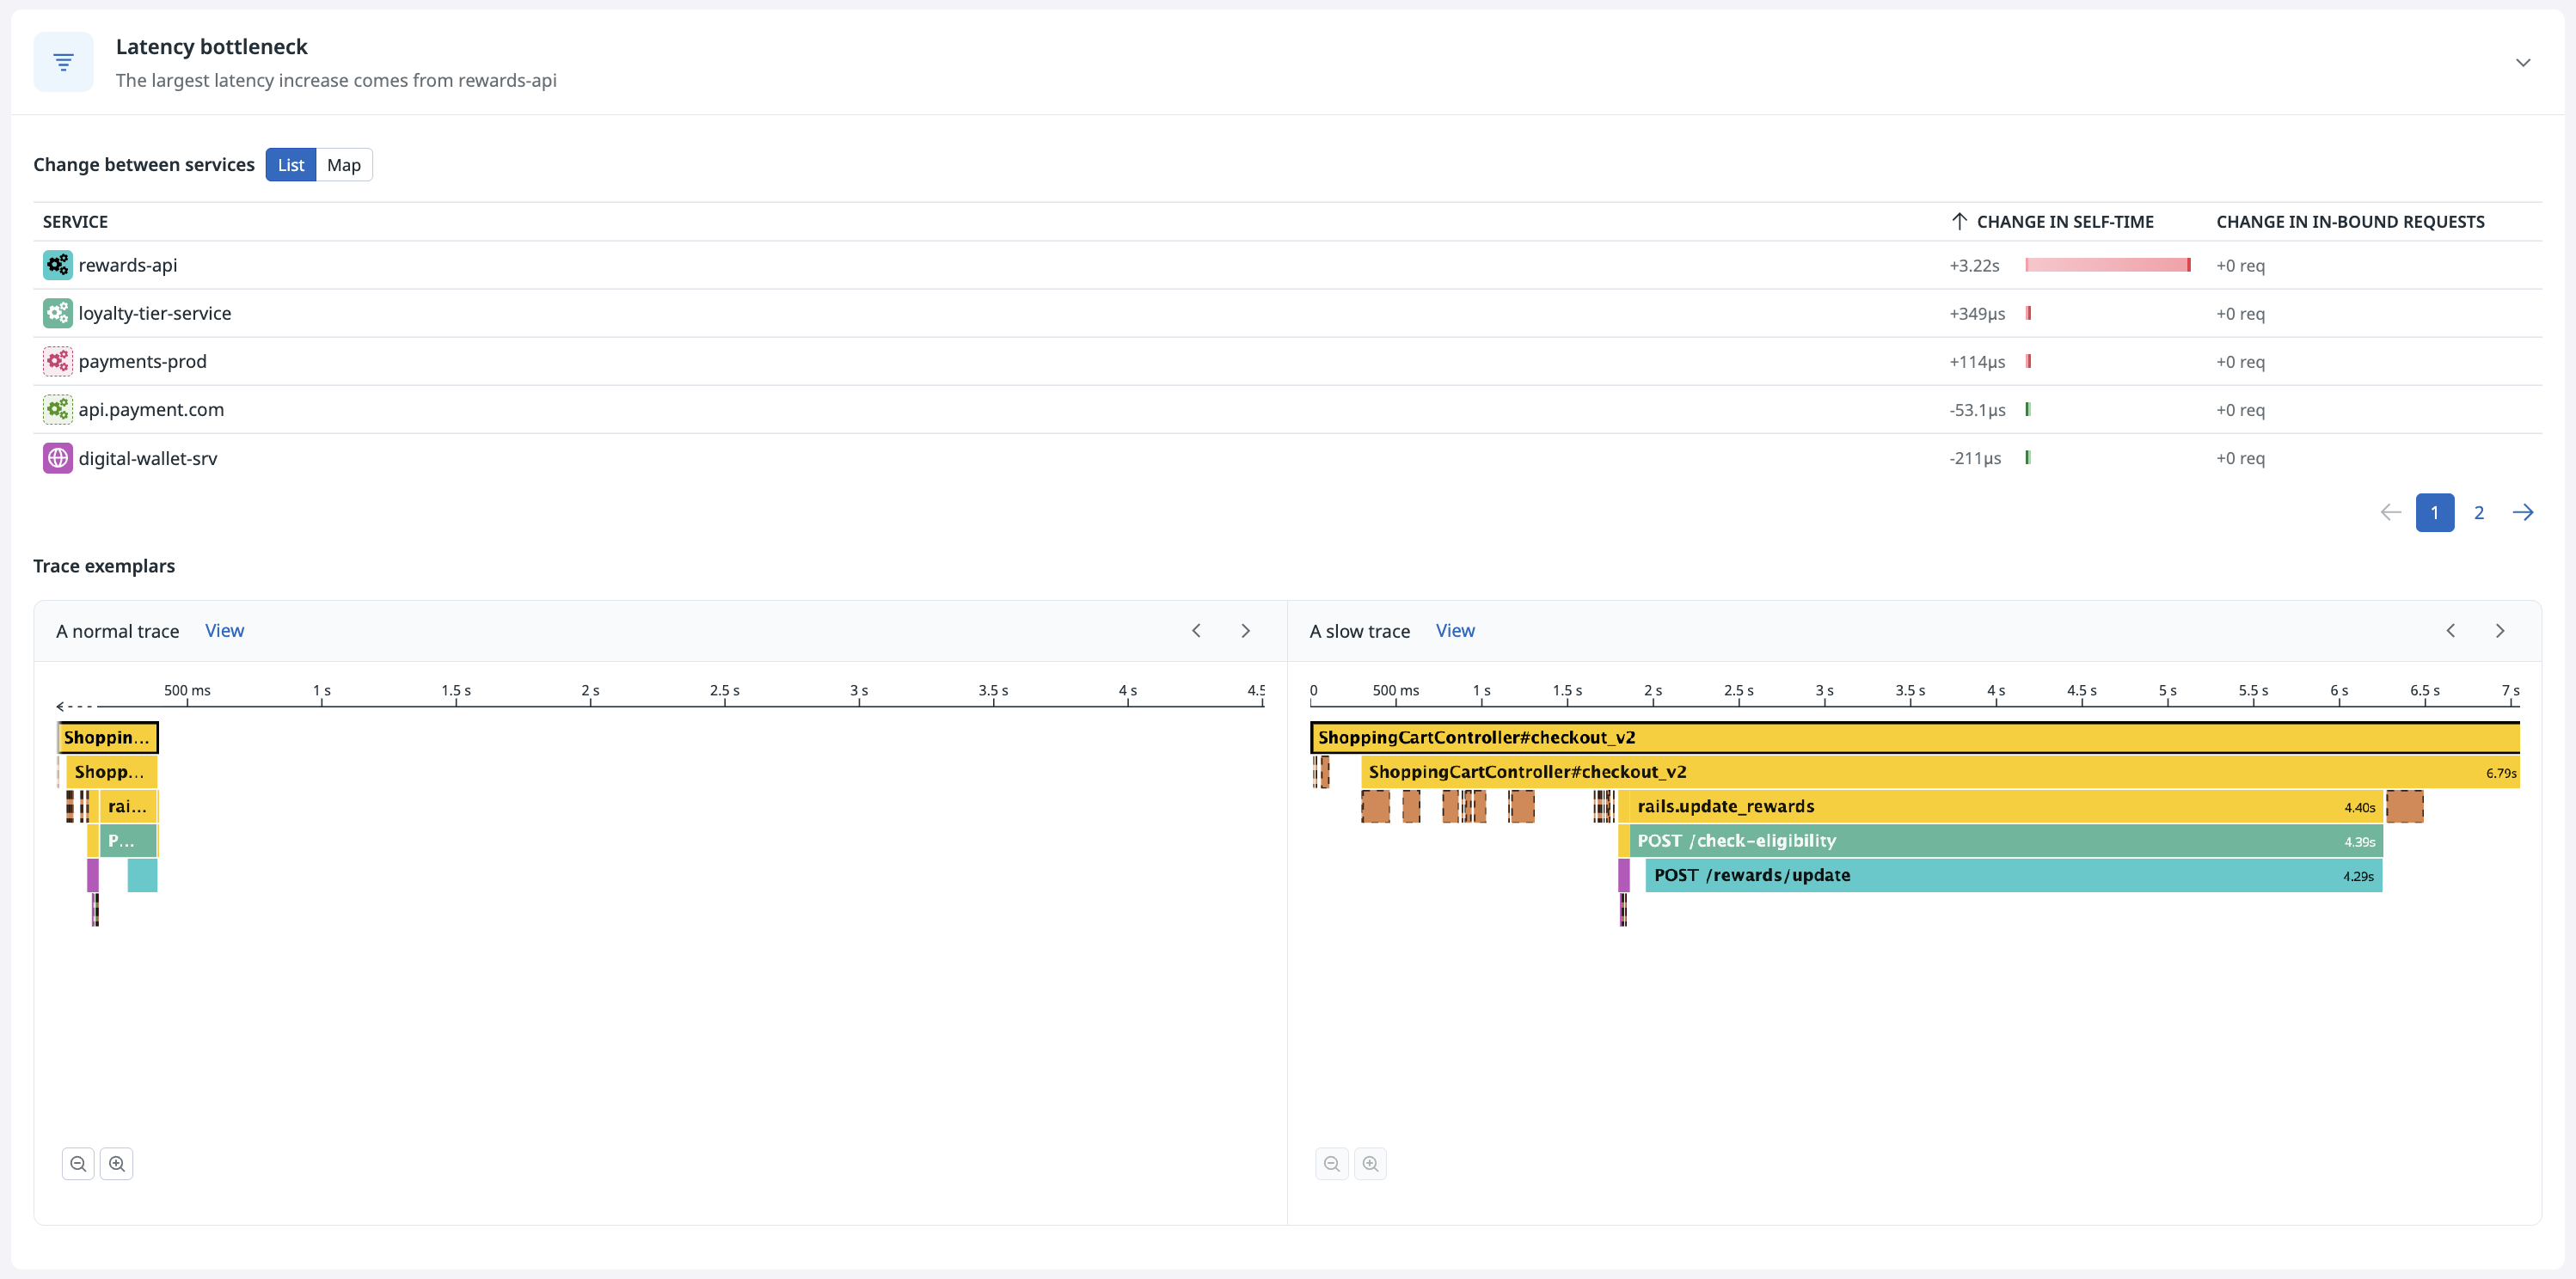 Latency bottleneck
The largest latency increase comes from rewards-api
Change between services List Map
SERVICE CHANGE IN SELF-TIME CHANGE IN IN-BOUND REQUESTS
rewards-api +3.22s +0 req
loyalty-tier-service +349µs +0 req
payments-prod +114µs +0 req
api.payment.com -53.1µs +0 req
digital-wallet-srv -211µs +0 req
1 2
Trace exemplars
A normal trace View
500 ms 1 s 1.5 s 2 s 2.5 s 3 s 3.5 s 4 s 4.5
Shoppin...
Shopp...
rai...
P...
A slow trace View
0 500 ms 1 s 1.5 s 2 s 2.5 s 3 s 3.5 s 4 s 4.5 s 5 s 5.5 s 6 s 6.5 s 7 s
ShoppingCartController#checkout_v2
ShoppingCartController#checkout_v2 6.79s
rails.update_rewards 4.40s
POST /check-eligibility 4.39s
POST /rewards/update 4.29s